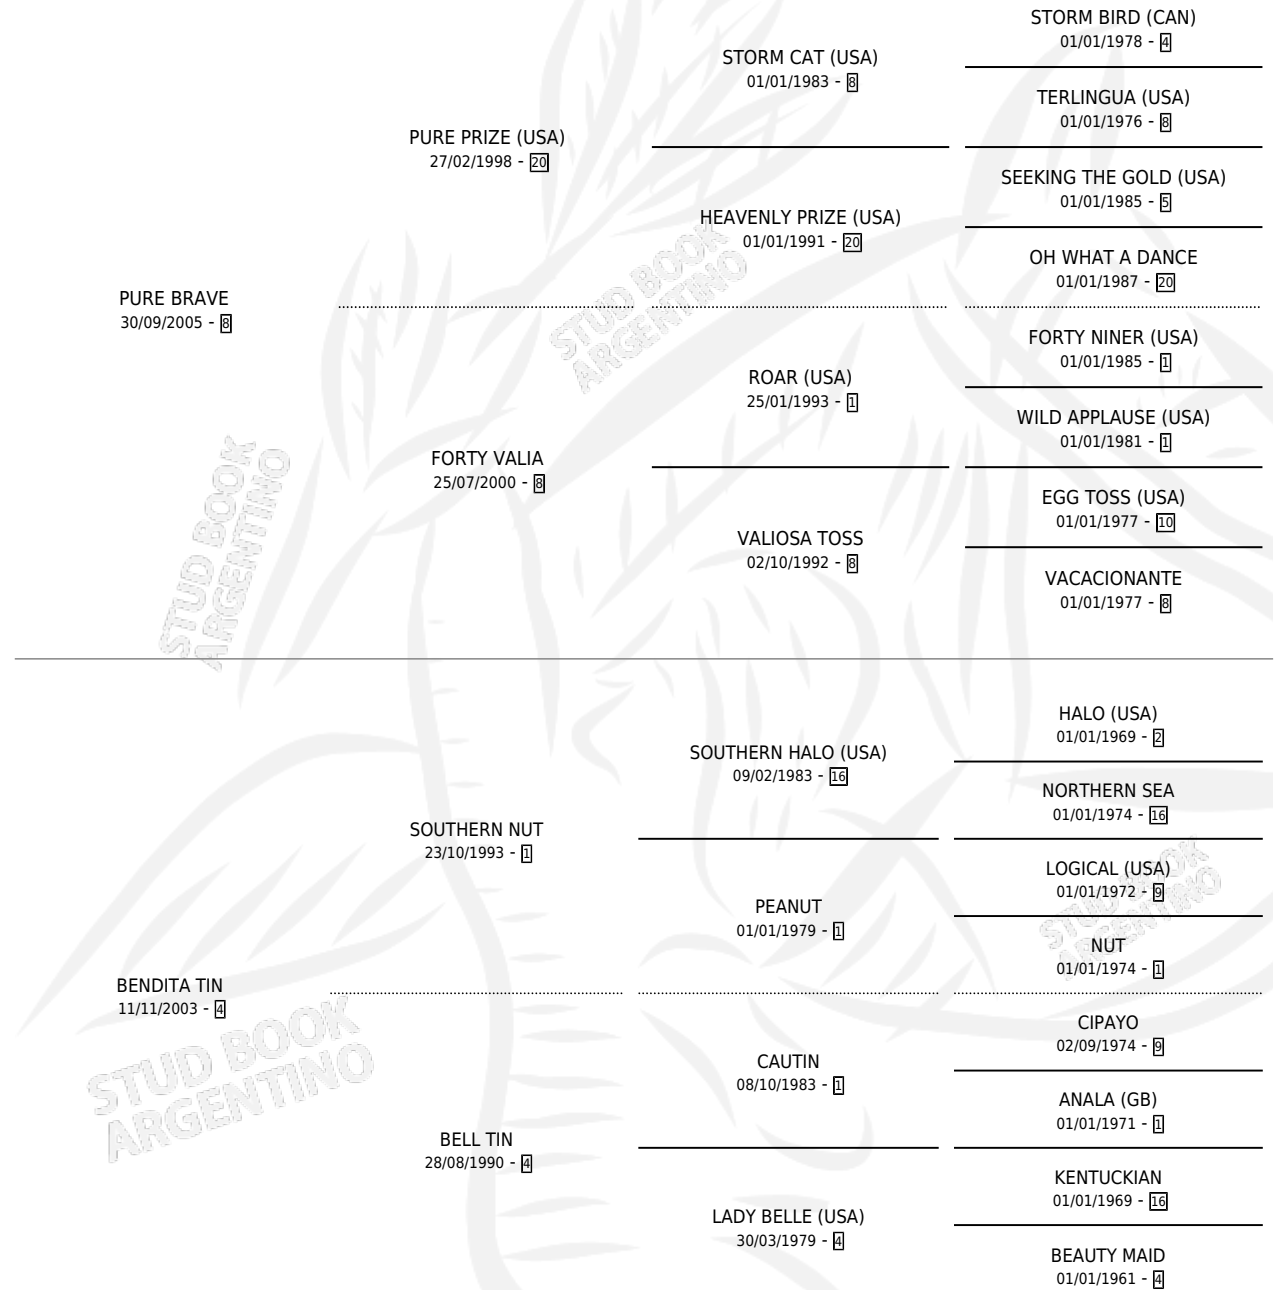 STORM BIRD (CAN)
01/01/1978 - 4
STORM CAT (USA)
01/01/1983 - 8
TERLINGUA (USA)
01/01/1976 - 8
PURE PRIZE (USA)
27/02/1998 - 20
SEEKING THE GOLD (USA)
01/01/1985 - 5
HEAVENLY PRIZE (USA)
01/01/1991 - 20
OH WHAT A DANCE
01/01/1987 - 20
PURE BRAVE
30/09/2005 - 8
FORTY NINER (USA)
01/01/1985 - 1
ROAR (USA)
25/01/1993 - 1
WILD APPLAUSE (USA)
01/01/1981 - 1
FORTY VALIA
25/07/2000 - 8
EGG TOSS (USA)
01/01/1977 - 10
VALIOSA TOSS
02/10/1992 - 8
VACACIONANTE
01/01/1977 - 8
STUD BOOK
ARGENTINO
STUD BOOK
ARGENTINO
HALO (USA)
01/01/1969 - 2
SOUTHERN HALO (USA)
09/02/1983 - 16
NORTHERN SEA
01/01/1974 - 16
SOUTHERN NUT
23/10/1993 - 1
LOGICAL (USA)
01/01/1972 - 9
PEANUT
01/01/1979 - 1
NUT
01/01/1974 - 1
BENDITA TIN
11/11/2003 - 4
CIPAYO
02/09/1974 - 9
CAUTIN
08/10/1983 - 1
ANALA (GB)
01/01/1971 - 1
BELL TIN
28/08/1990 - 4
KENTUCKIAN
01/01/1969 - 16
LADY BELLE (USA)
30/03/1979 - 4
BEAUTY MAID
01/01/1961 - 4
STUD BOOK
ARGENTINO
STUD BOOK
ARGENTINO